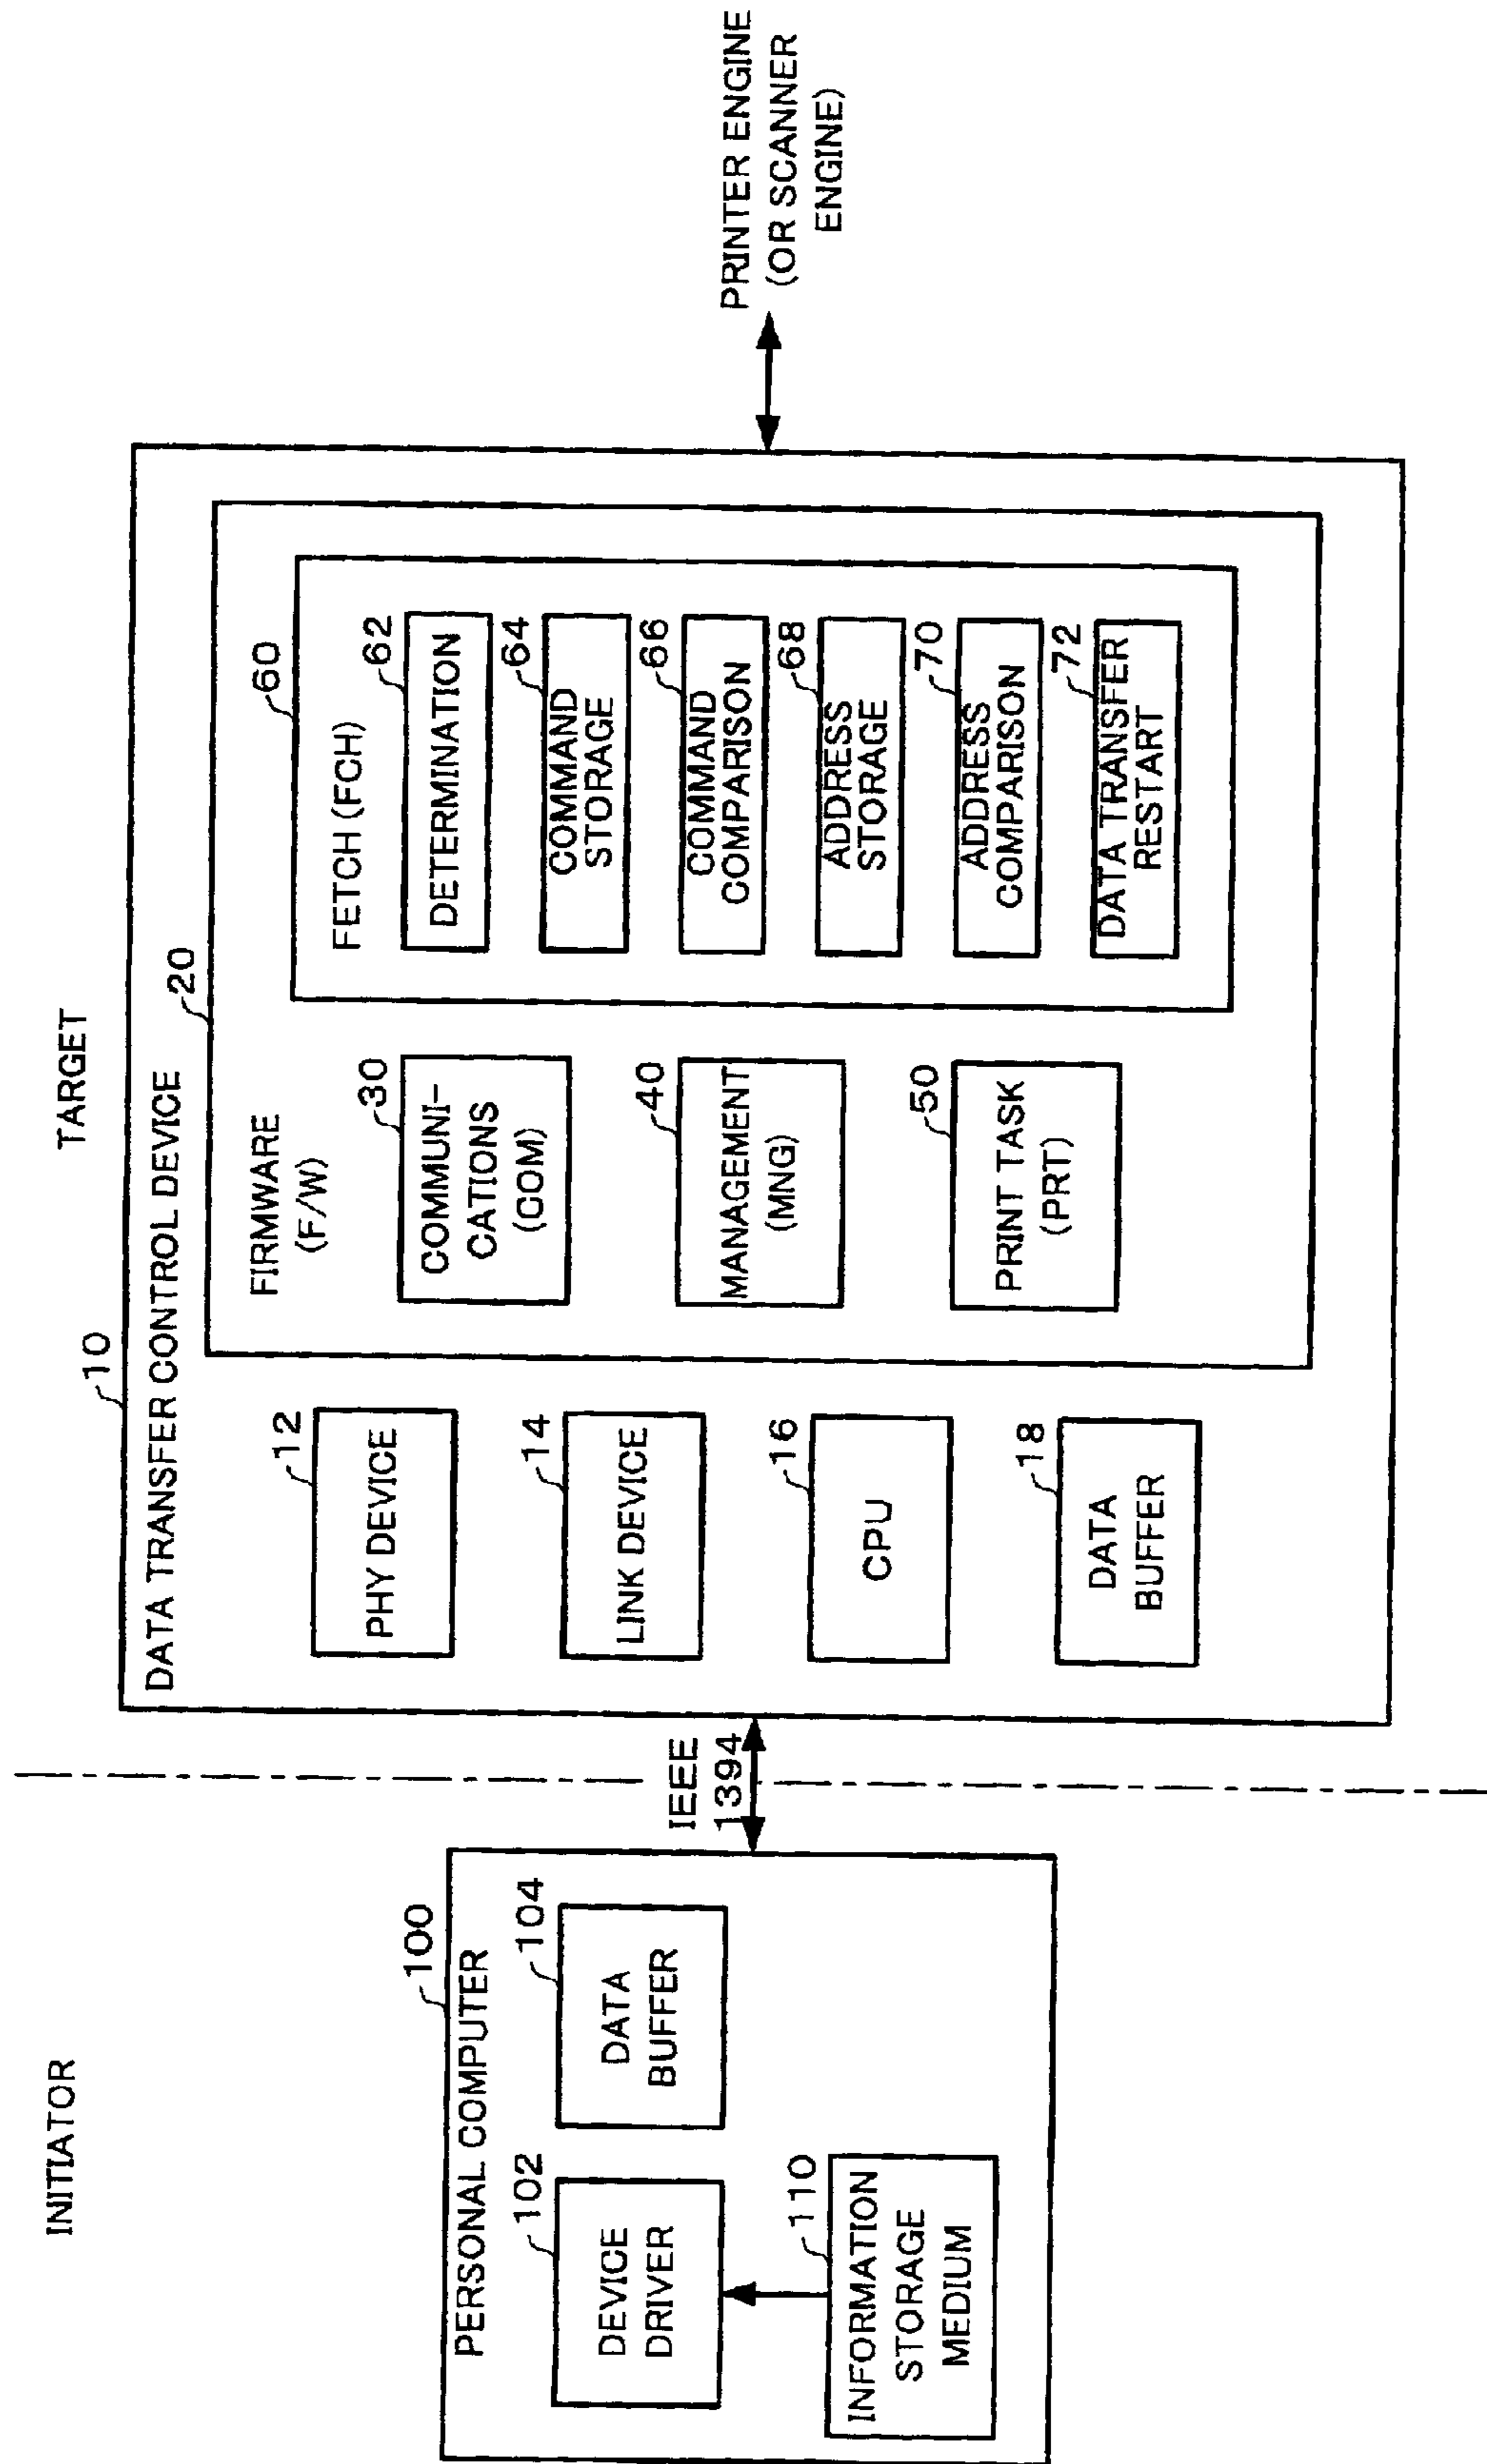 INITIATOR
100
PERSONAL COMPUTER
102
DEVICE
DRIVER
104
DATA
BUFFER
110
INFORMATION
STORAGE
MEDIUM
IEEE
1394
TARGET
10
DATA TRANSFER CONTROL DEVICE
12
PHY DEVICE
14
LINK DEVICE
16
CPU
18
DATA
BUFFER
20
FIRMWARE
(F/W)
30
COMMUNI-
CATIONS
(COM)
40
MANAGEMENT
(MNG)
50
PRINT TASK
(PRT)
60
FETCH (FCH)
62
DETERMINATION
64
COMMAND
STORAGE
66
COMMAND
COMPARISON
68
ADDRESS
STORAGE
70
ADDRESS
COMPARISON
72
DATA TRANSFER
RESTART
PRINTER ENGINE
(OR SCANNER
ENGINE)